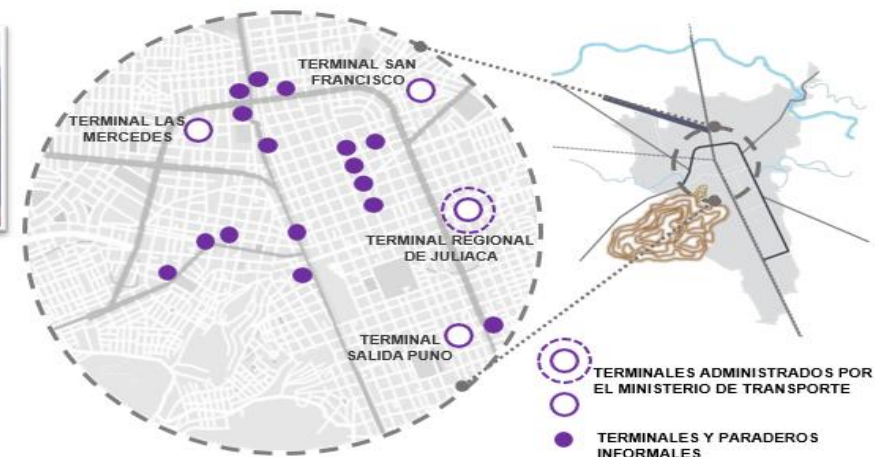 TERMINAL SAN
FRANCISCO
TERMINAL LAS
MERCEDES
TERMINAL REGIONAL
DE JULIACA
TERMINAL
SALIDA PUNO
TERMINALES ADMINISTRADOS POR
EL MINISTERIO DE TRANSPORTE
TERMINALES Y PARADEROS
INFORMALES